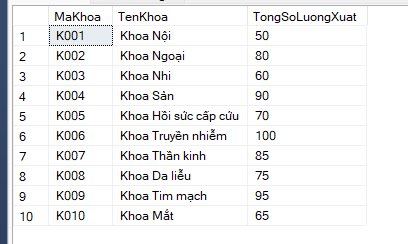 MaKhoa TenKhoa TongSoLuongXuat
1 K001 Khoa Nội 50
2 K002 Khoa Ngoại 80
3 K003 Khoa Nhi 60
4 K004 Khoa Sản 90
5 K005 Khoa Hồi sức cấp cứu 70
6 K006 Khoa Truyền nhiễm 100
7 K007 Khoa Thần kinh 85
8 K008 Khoa Da liễu 75
9 K009 Khoa Tim mạch 95
10 K010 Khoa Mắt 65